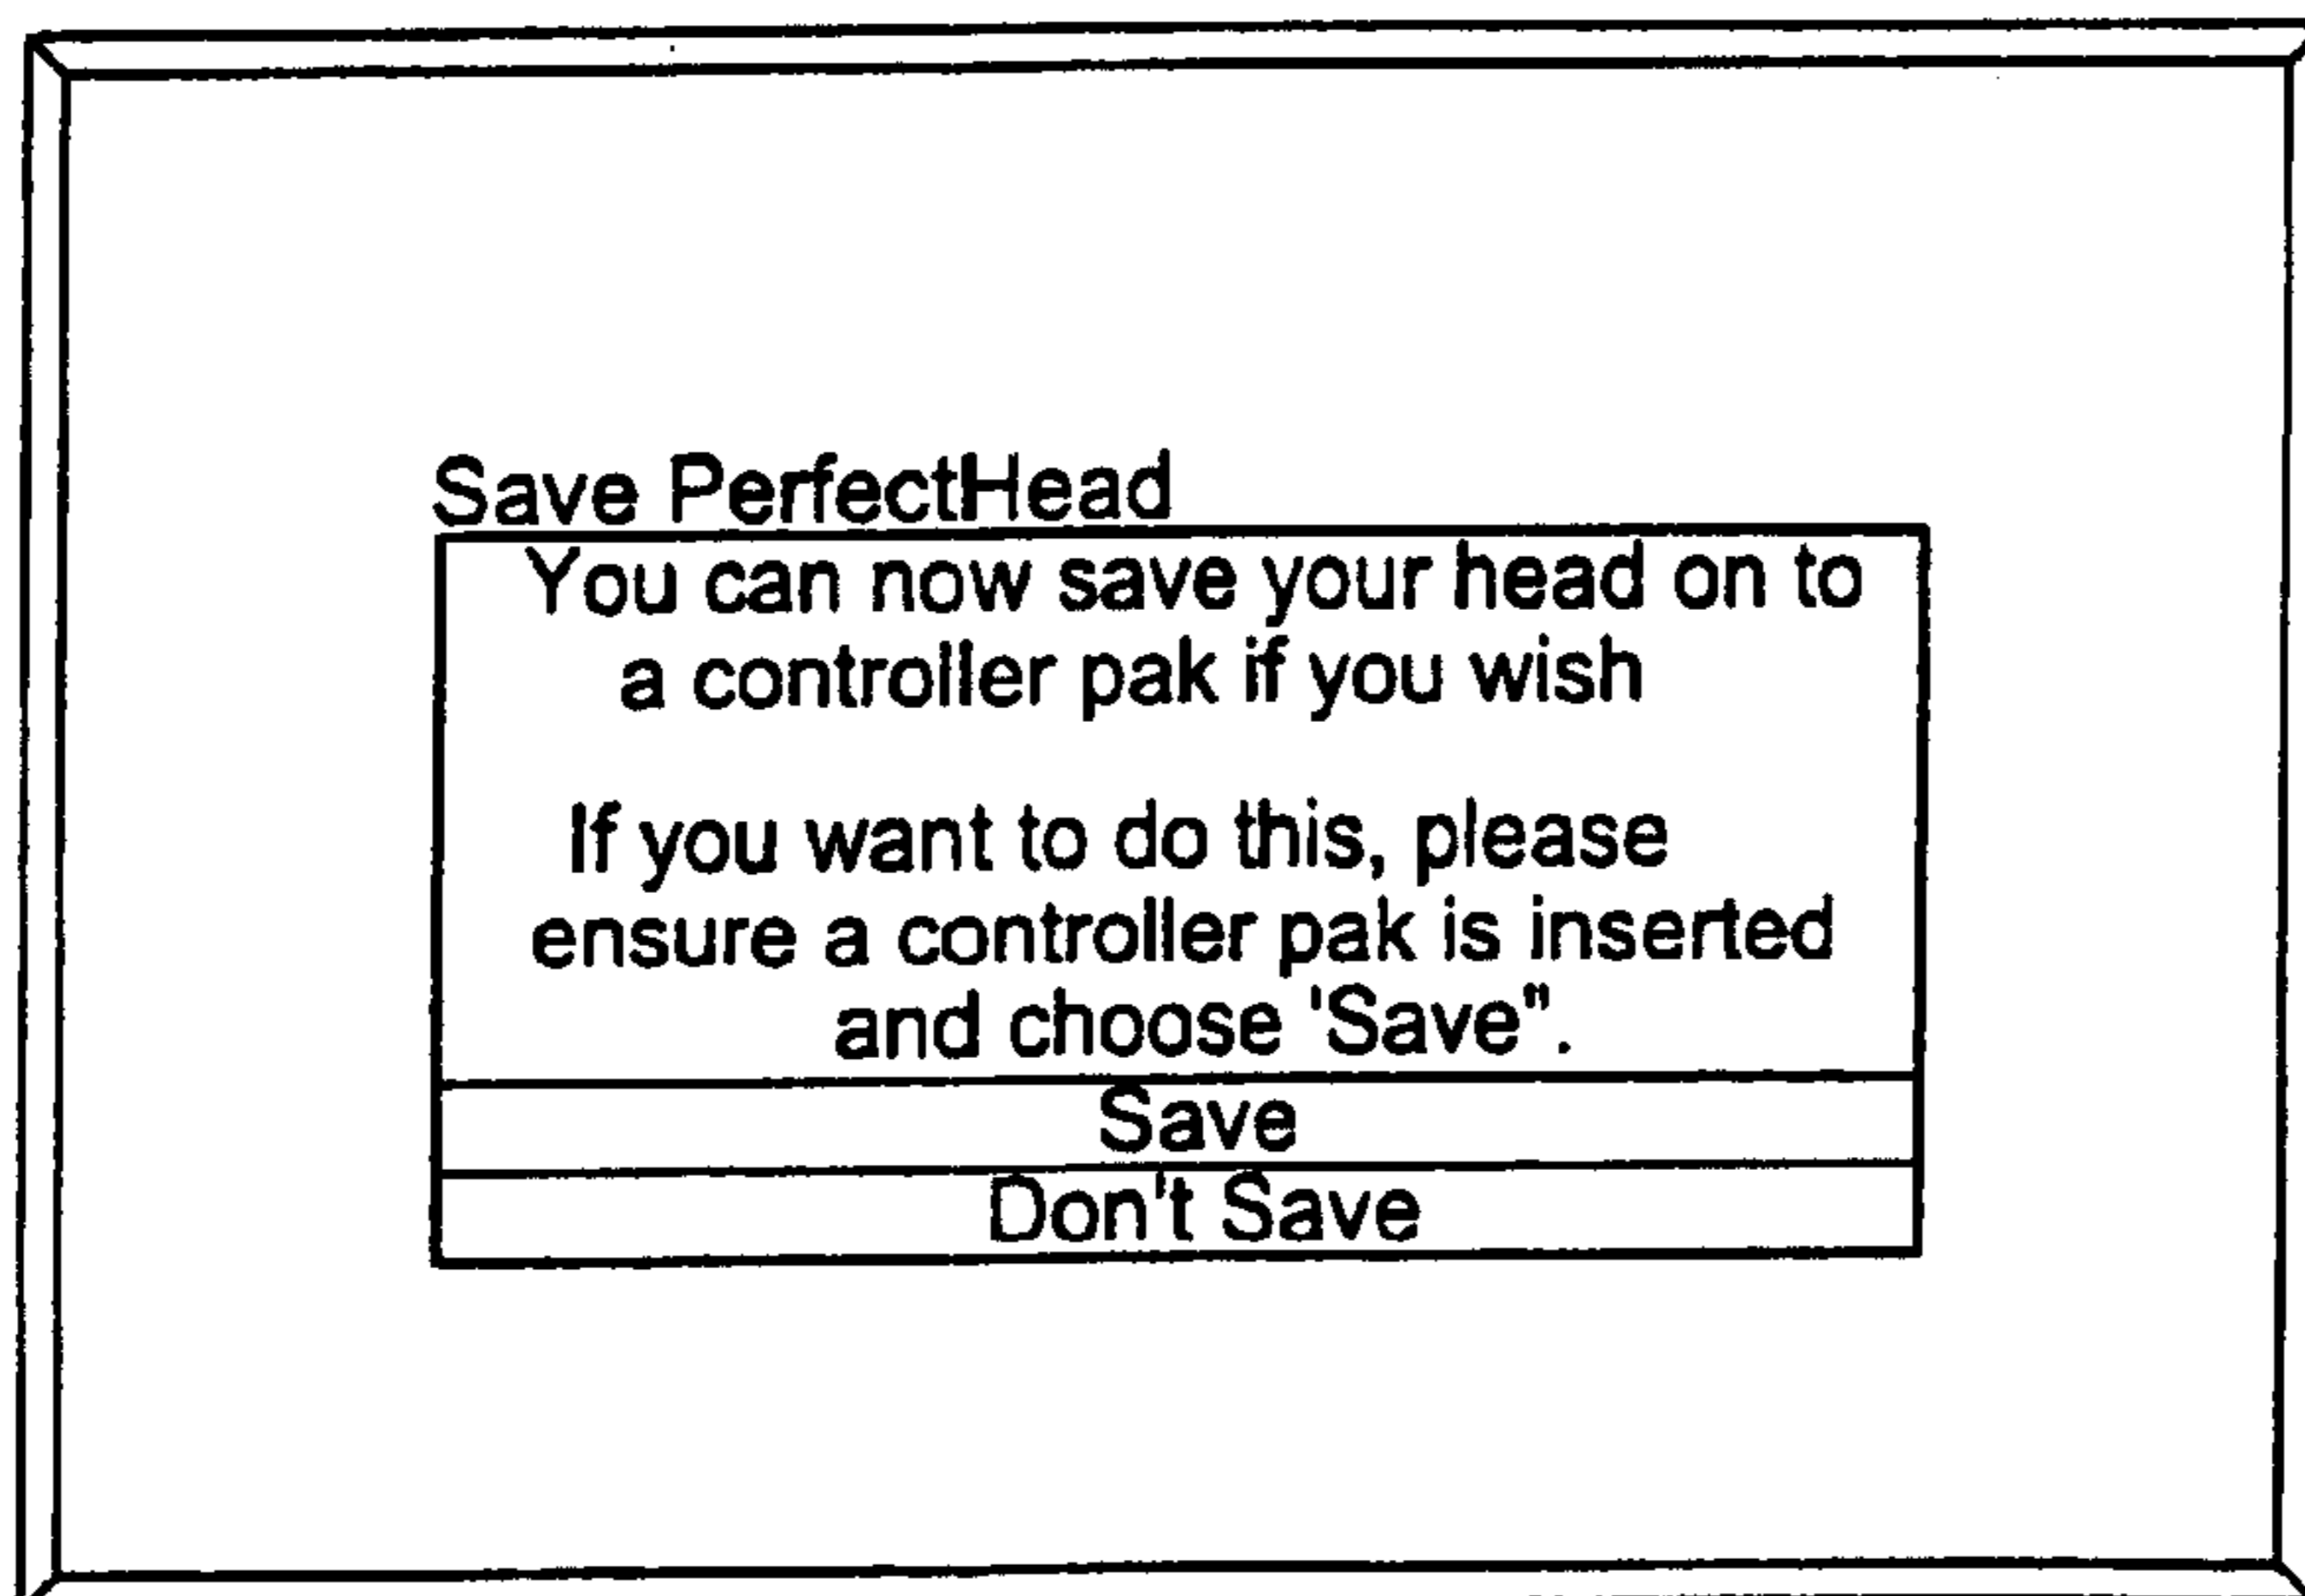 Save PerfectHead
You can now save your head on to
a controller pak if you wish
If you want to do this, please
ensure a controller pak is inserted
and choose 'Save".
Save
Don't Save